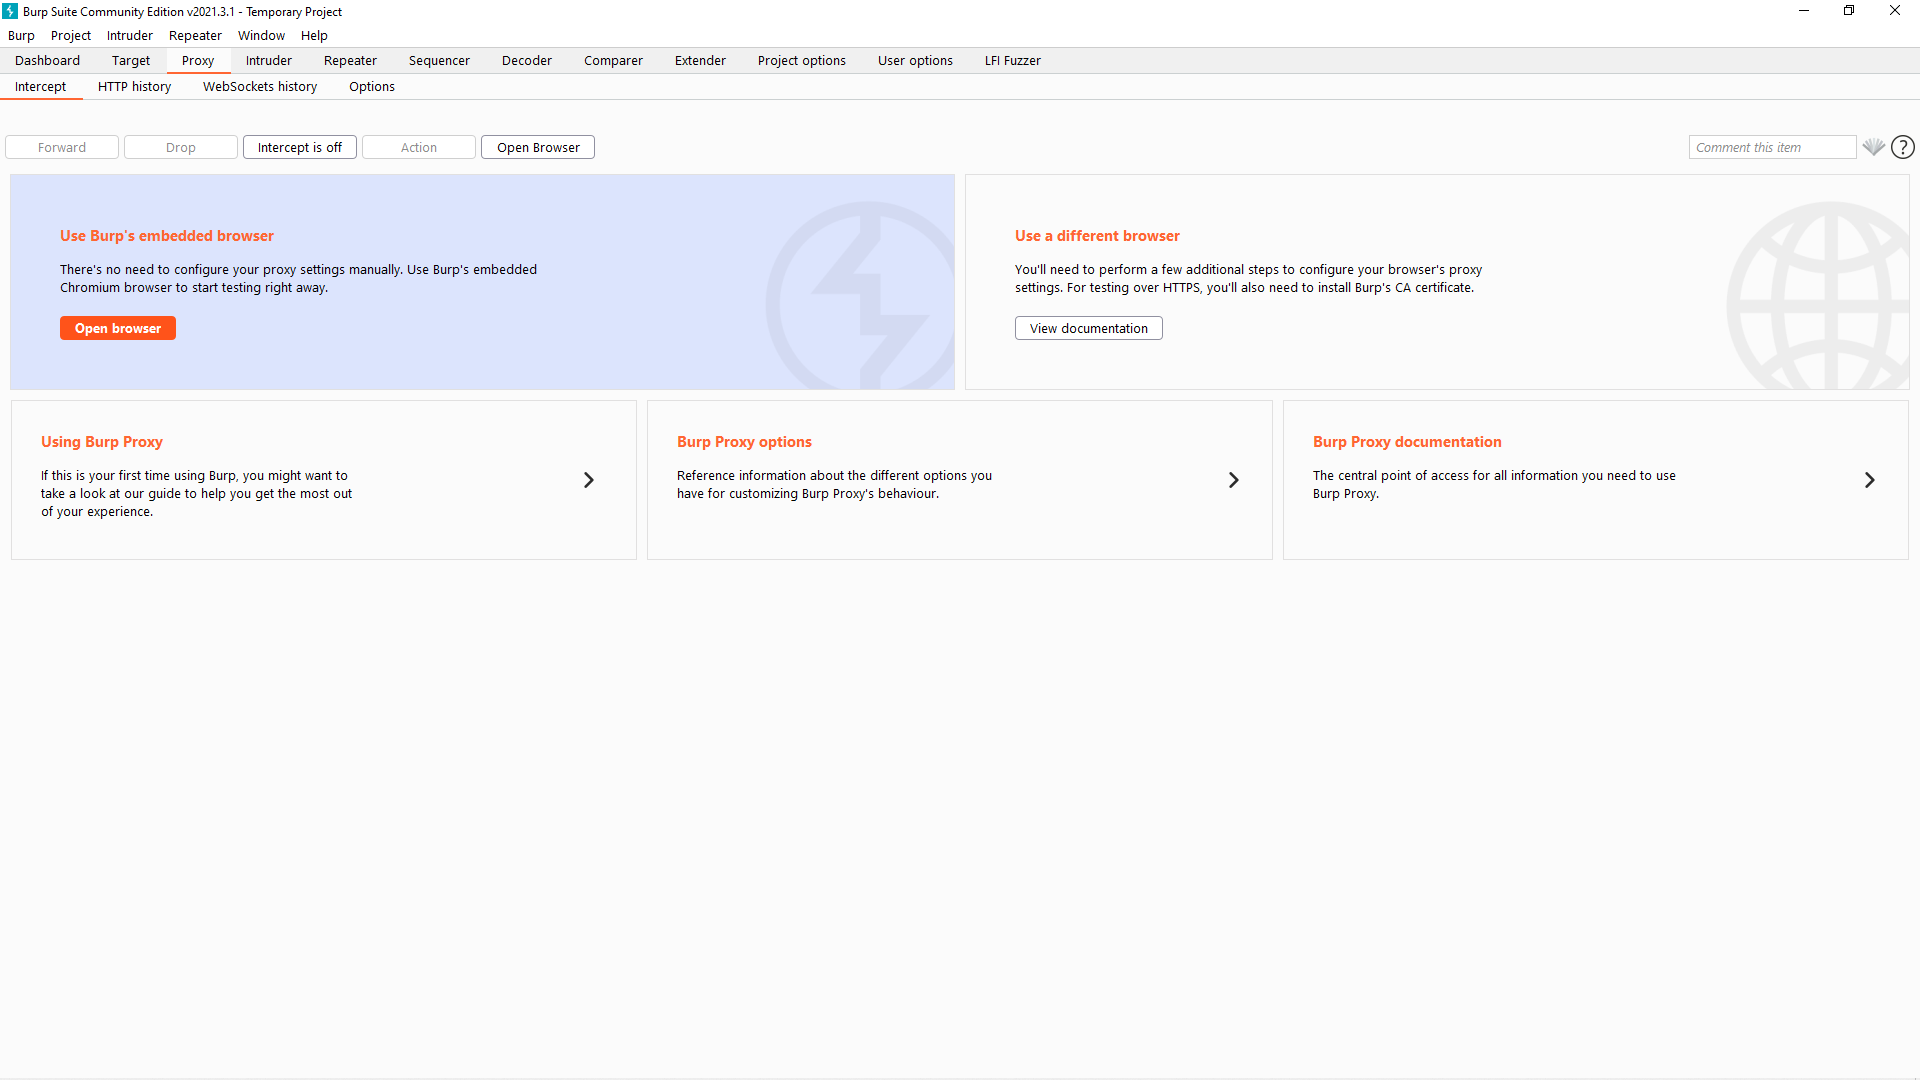 Burp Suite Community Edition v2021.3.1 - Temporary Project
Burp Project Intruder Repeater Window Help
Dashboard Target Proxy Intruder Repeater Sequencer Decoder Comparer Extender Project options User options LFI Fuzzer
Intercept HTTP history WebSockets history Options
Forward Drop Intercept is off Action Open Browser Comment this item ?
Use Burp's embedded browser
There's no need to configure your proxy settings manually. Use Burp's embedded
Chromium browser to start testing right away.
Open browser
Use a different browser
You'll need to perform a few additional steps to configure your browser's proxy
settings. For testing over HTTPS, you'll also need to install Burp's CA certificate.
View documentation
Using Burp Proxy
If this is your first time using Burp, you might want to
take a look at our guide to help you get the most out
of your experience.
Burp Proxy options
Reference information about the different options you
have for customizing Burp Proxy's behaviour.
Burp Proxy documentation
The central point of access for all information you need to use
Burp Proxy.